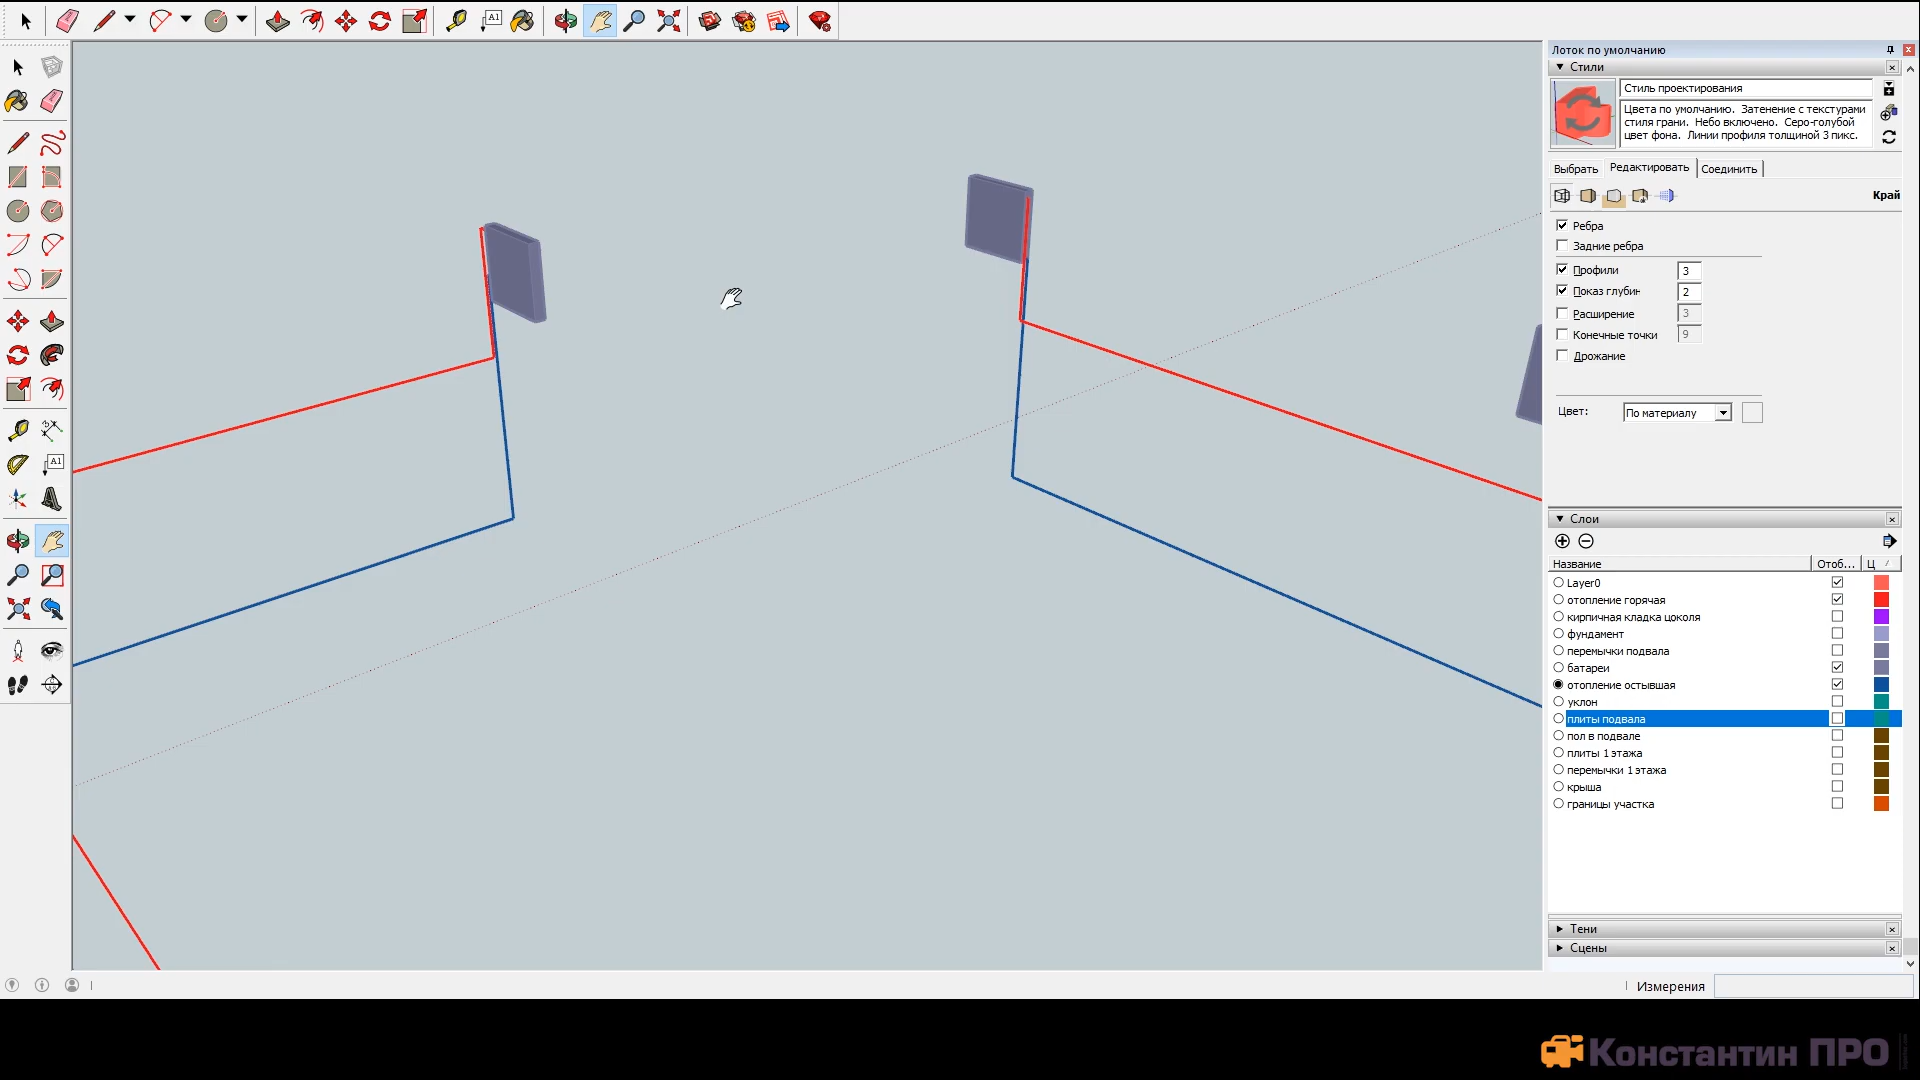 A1
Лоток по умолчанию
Стили
Стиль проектирования
Цвета по умолчанию. Затенение с текстурами
стиля грани. Небо включено. Серо-голубой
цвет фона. Линии профиля толщиной 3 пикс.
Выбрать Редактировать Соединить
Край
Ребра
Задние ребра
Профили 3
Показ глубин 2
Расширение 3
Конечные точки 9
Дрожание
Цвет: По материалу
A1
Слои
Название Отоб... Ц
Layer0
отопление горячая
кирпичная кладка цоколя
фундамент
перемычки подвала
батареи
отопление остывшая
уклон
плиты подвала
пол в подвале
плиты 1 этажа
перемычки 1 этажа
крыша
границы участка
Тени
Сцены
Измерения
Константин ПРО